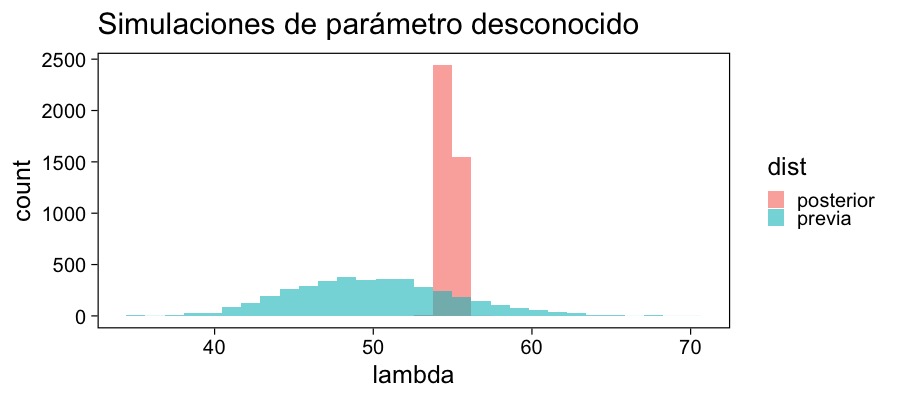 Simulaciones de parámetro desconocido
2500
2000
1500
1000
500
0
count
40 50 60 70
lambda
dist
posterior
previa